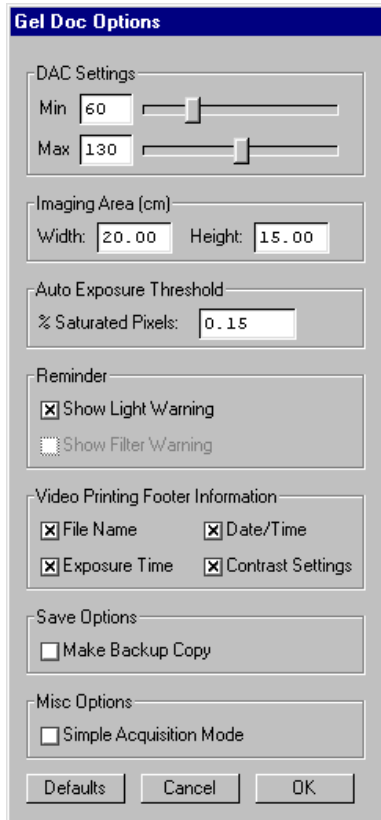 Gel Doc Options
DAC Settings
Min 60
Max 130
Imaging Area (cm)
Width: 20.00 Height: 15.00
Auto Exposure Threshold
% Saturated Pixels: 0.15
Reminder
Show Light Warning
Show Filter Warning
Video Printing Footer Information
File Name Date/Time
Exposure Time Contrast Settings
Save Options
Make Backup Copy
Misc Options
Simple Acquisition Mode
Defaults Cancel OK